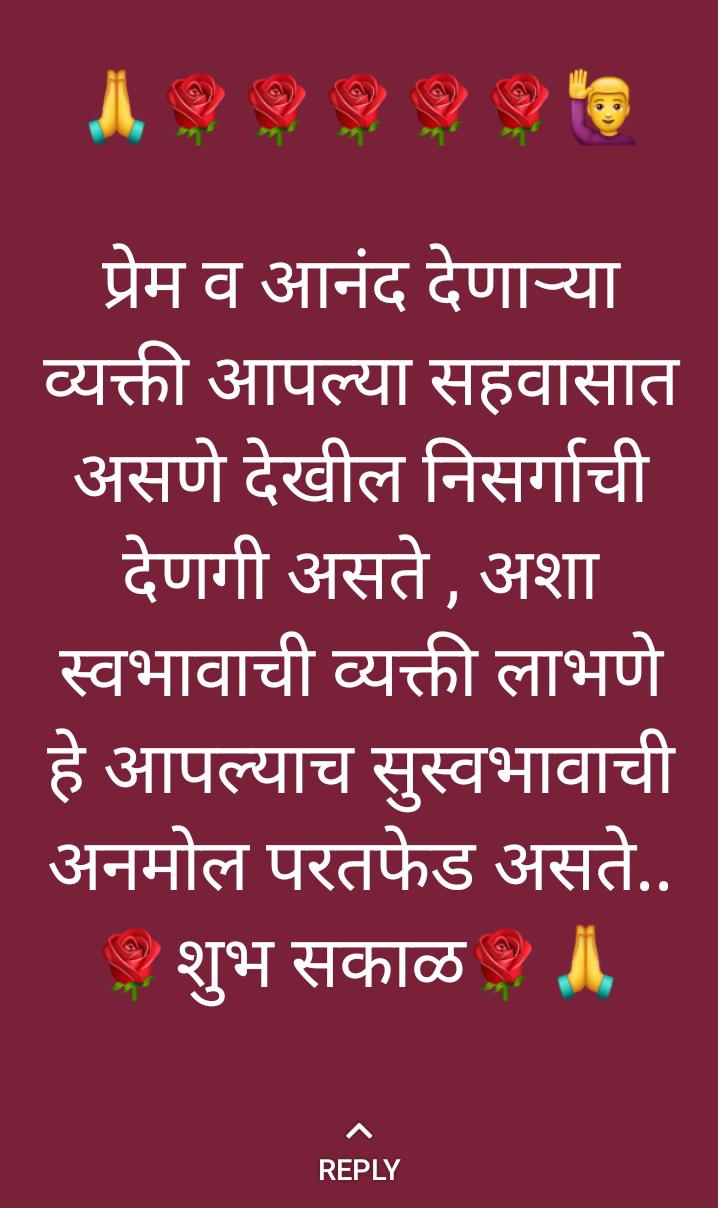 🙏🌹🌹🌹🌹🌹🙋‍♂️
प्रेम व आनंद देणाऱ्या
व्यक्ती आपल्या सहवासात
असणे देखील निसर्गाची
देणगी असते , अशा
स्वभावाची व्यक्ती लाभणे
हे आपल्याच सुस्वभावाची
अनमोल परतफेड असते..
🌹शुभ सकाळ🌹🙏
REPLY